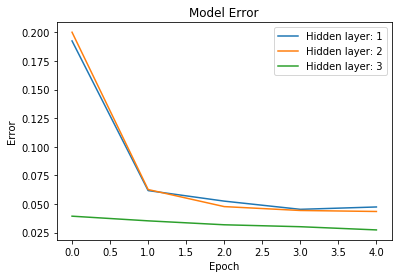 Model Error
0.200
0.175
0.150
0.125
0.100
0.075
0.050
0.025
Error
Hidden layer: 1
Hidden layer: 2
Hidden layer: 3
0.0 0.5 1.0 1.5 2.0 2.5 3.0 3.5 4.0
Epoch